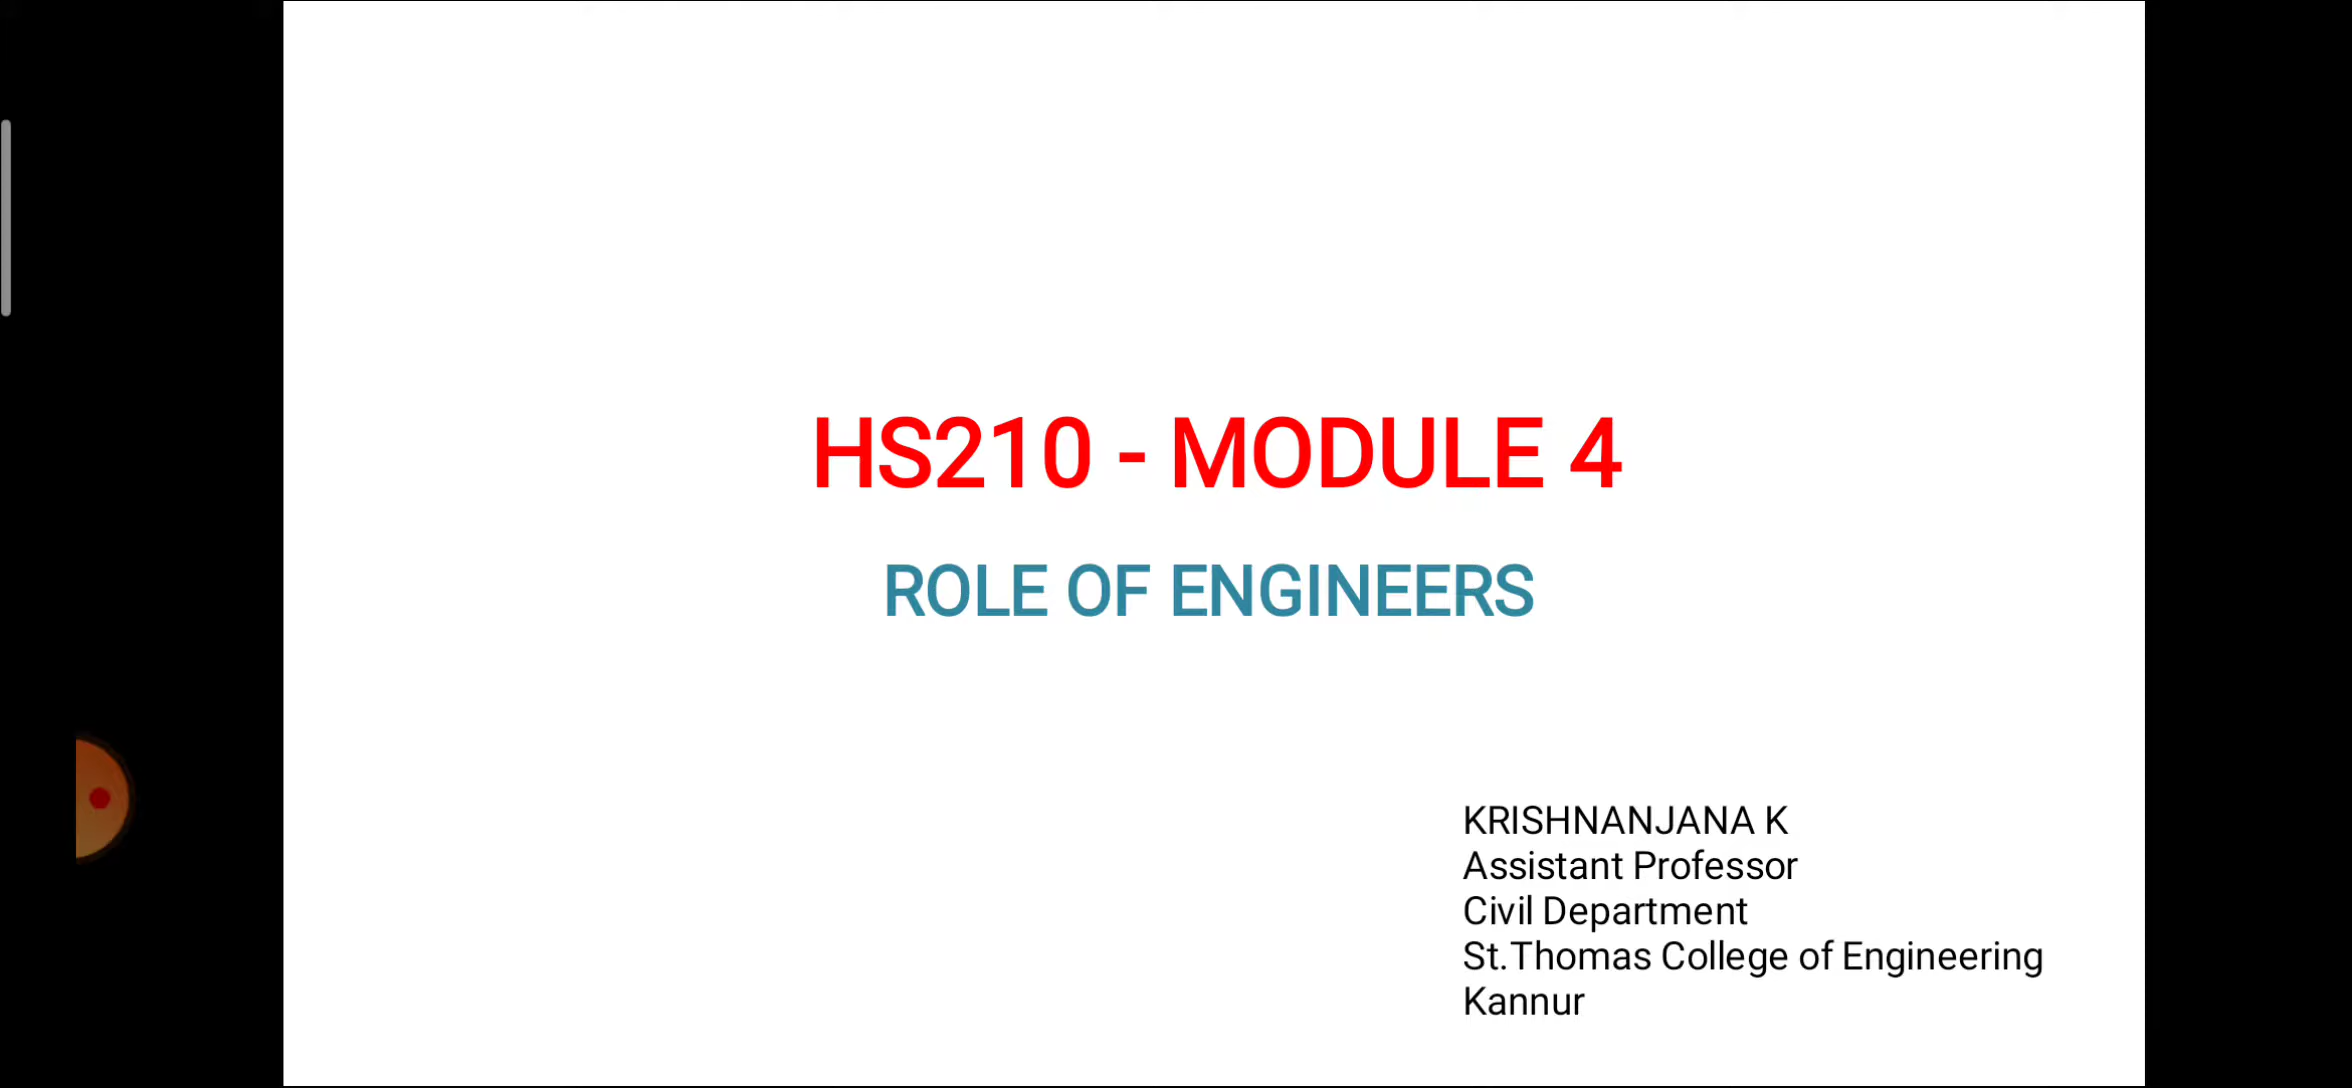 HS210 - MODULE 4
ROLE OF ENGINEERS
KRISHNANJANA K
Assistant Professor
Civil Department
St.Thomas College of Engineering
Kannur